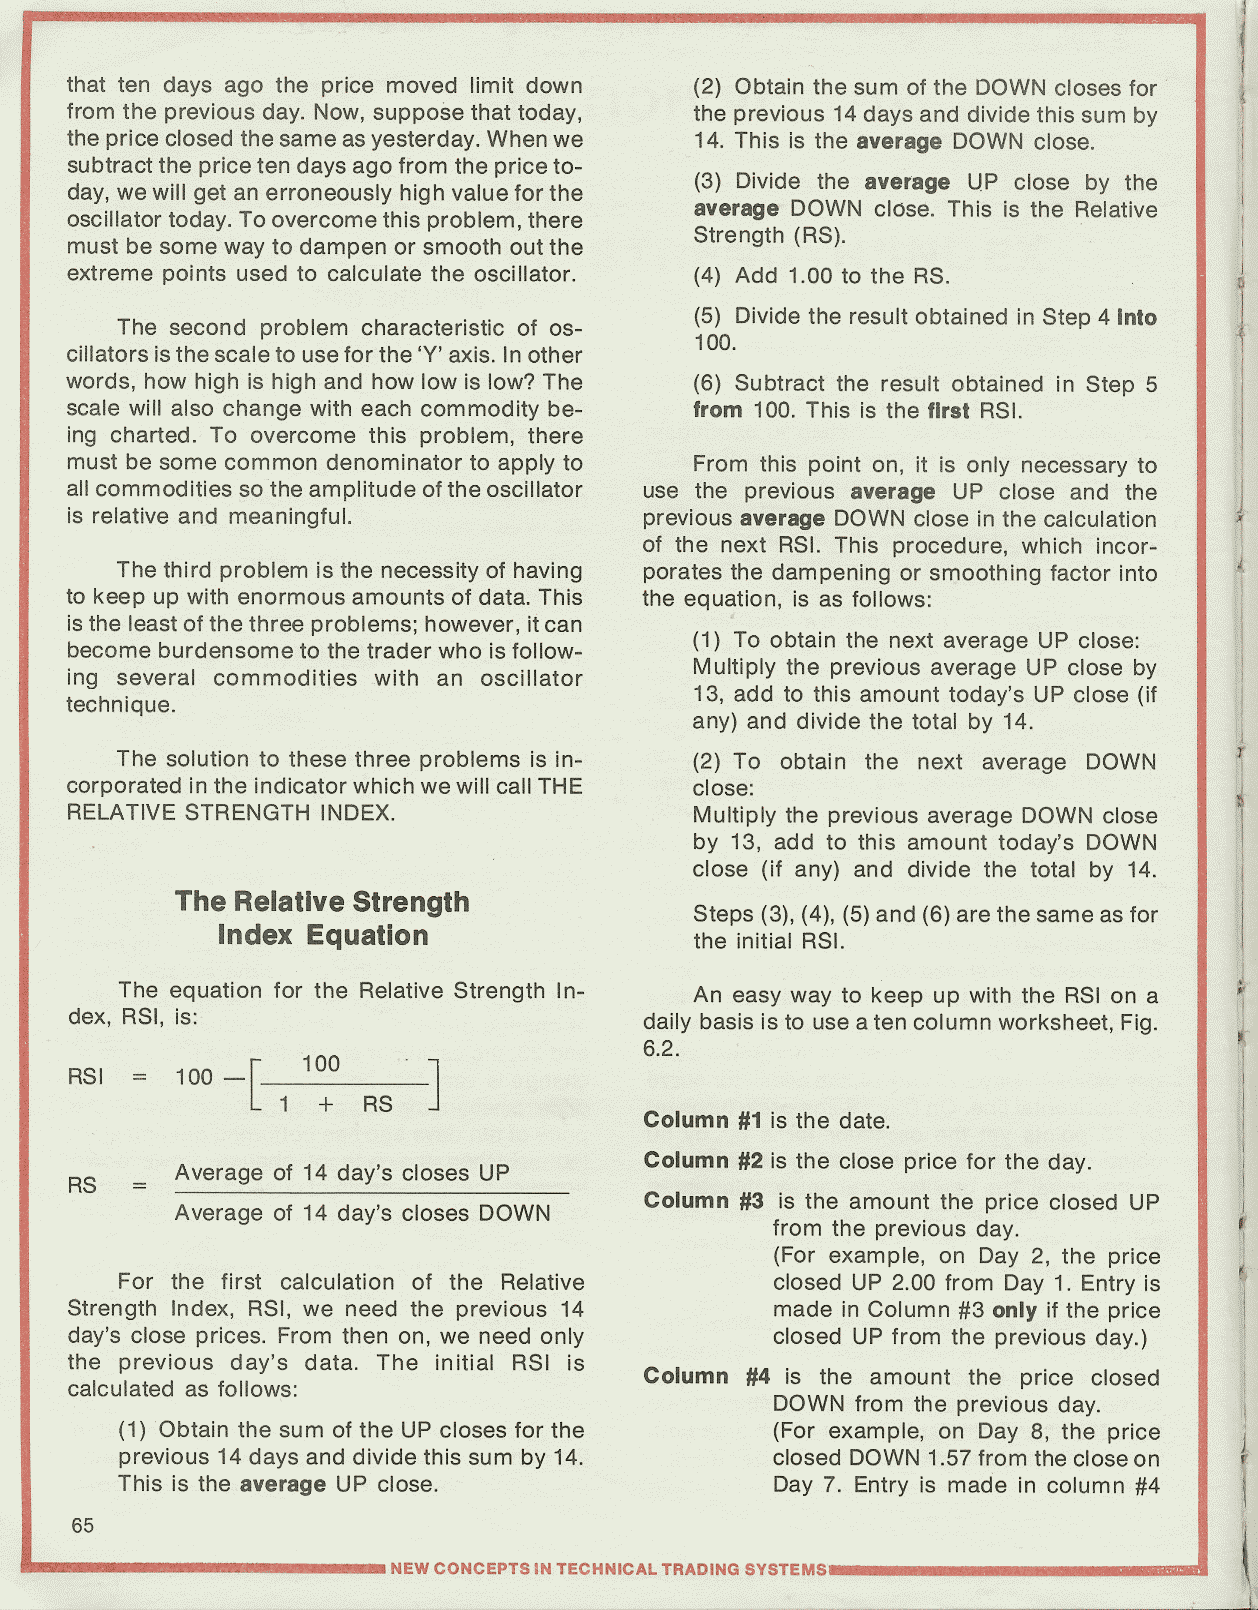 that ten days ago the price moved limit down
from the previous day. Now, suppose that today,
the price closed the same as yesterday. When we
subtract the price ten days ago from the price to-
day, we will get an erroneously high value for the
oscillator today. To overcome this problem, there
must be some way to dampen or smooth out the
extreme points used to calculate the oscillator.
The second problem characteristic of os-
cillators is the scale to use for the 'Y' axis. In other
words, how high is high and how low is low? The
scale will also change with each commodity be-
ing charted. To overcome this problem, there
must be some common denominator to apply to
all commodities so the amplitude of the oscillator
is relative and meaningful.
The third problem is the necessity of having
to keep up with enormous amounts of data. This
is the least of the three problems; however, it can
become burdensome to the trader who is follow-
ing several commodities with an oscillator
technique.
The solution to these three problems is in-
corporated in the indicator which we will call THE
RELATIVE STRENGTH INDEX.
The Relative Strength
Index Equation
The equation for the Relative Strength In-
dex, RSI, is:
RSI = 100 — [ 100
1 + RS ]
RS = Average of 14 day's closes UP
Average of 14 day's closes DOWN
For the first calculation of the Relative
Strength Index, RSI, we need the previous 14
day's close prices. From then on, we need only
the previous day's data. The initial RSI is
calculated as follows:
(1) Obtain the sum of the UP closes for the
previous 14 days and divide this sum by 14.
This is the average UP close.
(2) Obtain the sum of the DOWN closes for
the previous 14 days and divide this sum by
14. This is the average DOWN close.
(3) Divide the average UP close by the
average DOWN close. This is the Relative
Strength (RS).
(4) Add 1.00 to the RS.
(5) Divide the result obtained in Step 4 into
100.
(6) Subtract the result obtained in Step 5
from 100. This is the first RSI.
From this point on, it is only necessary to
use the previous average UP close and the
previous average DOWN close in the calculation
of the next RSI. This procedure, which incor-
porates the dampening or smoothing factor into
the equation, is as follows:
(1) To obtain the next average UP close:
Multiply the previous average UP close by
13, add to this amount today's UP close (if
any) and divide the total by 14.
(2) To obtain the next average DOWN
close:
Multiply the previous average DOWN close
by 13, add to this amount today's DOWN
close (if any) and divide the total by 14.
Steps (3), (4), (5) and (6) are the same as for
the initial RSI.
An easy way to keep up with the RSI on a
daily basis is to use a ten column worksheet, Fig.
6.2.
Column #1 is the date.
Column #2 is the close price for the day.
Column #3 is the amount the price closed UP
from the previous day.
(For example, on Day 2, the price
closed UP 2.00 from Day 1. Entry is
made in Column #3 only if the price
closed UP from the previous day.)
Column #4 is the amount the price closed
DOWN from the previous day.
(For example, on Day 8, the price
closed DOWN 1.57 from the close on
Day 7. Entry is made in column #4
65
NEW CONCEPTS IN TECHNICAL TRADING SYSTEMS